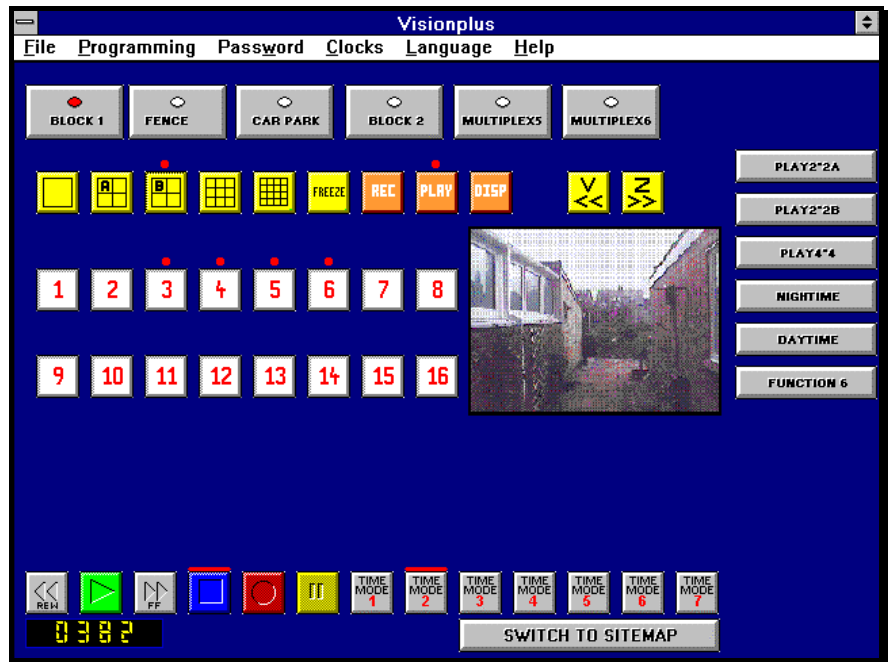 Visionplus
File Programming Password Clocks Language Help
BLOCK 1 FENCE CAR PARK BLOCK 2 MULTIPLEX5 MULTIPLEX6
PLAY2*2A
A B FREEZE REC PLAY DISP V << Z >>
PLAY2*2B
PLAY4*4
1 2 3 4 5 6 7 8
NIGHTIME
DAYTIME
9 10 11 12 13 14 15 16
FUNCTION 6
REW FF TIME MODE 1 TIME MODE 2 TIME MODE 3 TIME MODE 4 TIME MODE 5 TIME MODE 6 TIME MODE 7
0382
SWITCH TO SITEMAP